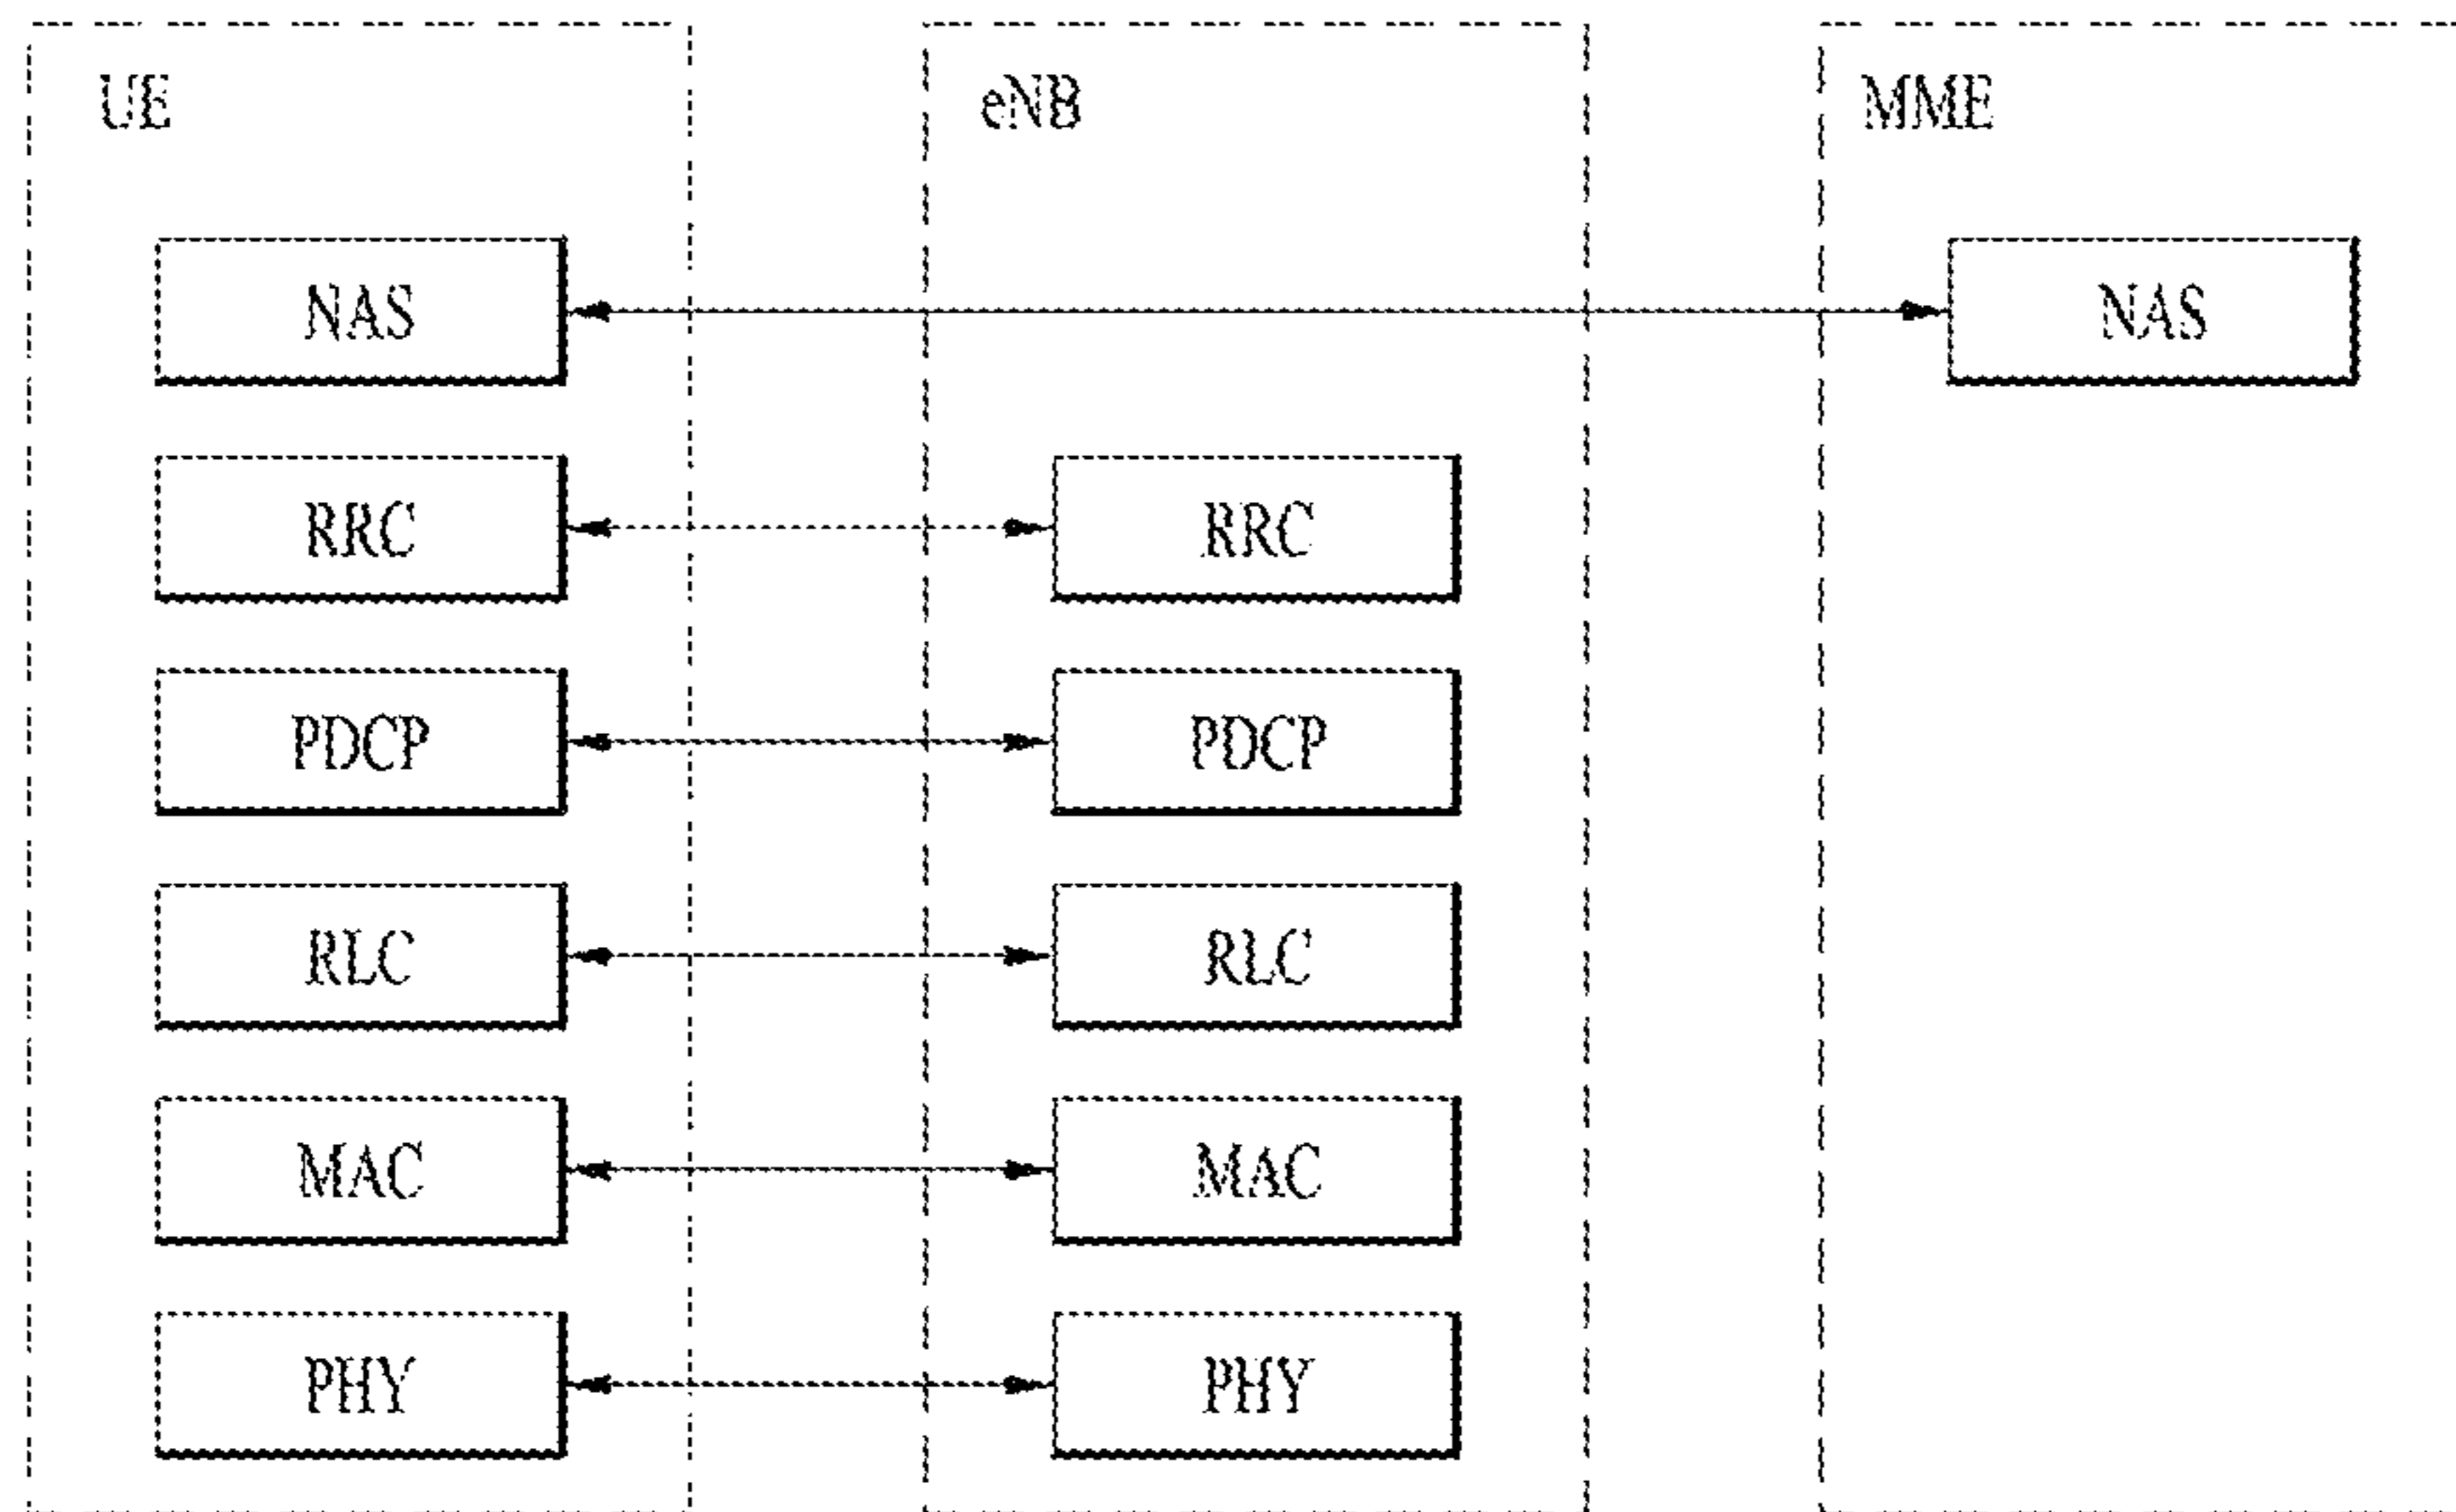 UE eNB MME
NAS NAS
RRC RRC
PDCP PDCP
RLC RLC
MAC MAC
PHY PHY